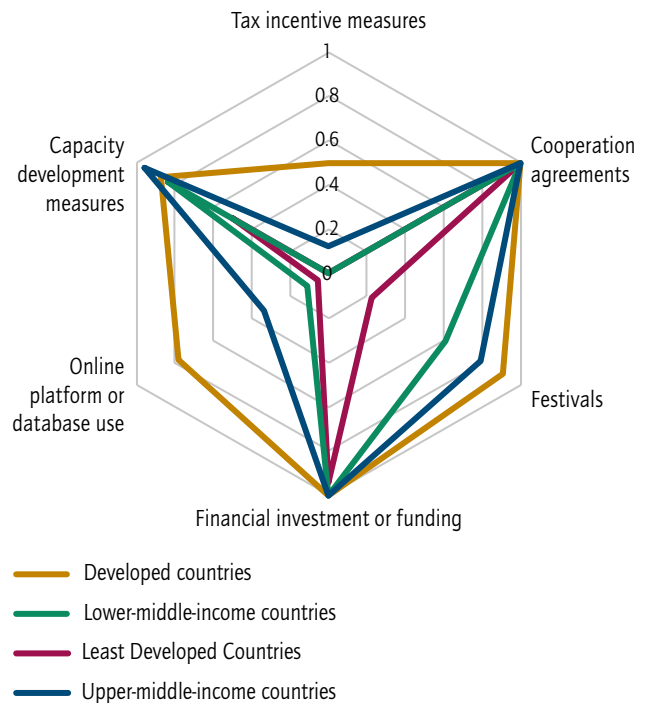 Tax incentive measures
1
0.8
0.6
0.4
0.2
0
Cooperation
agreements
Festivals
Financial investment or funding
Online
platform or
database use
Capacity
development
measures
Developed countries
Lower-middle-income countries
Least Developed Countries
Upper-middle-income countries